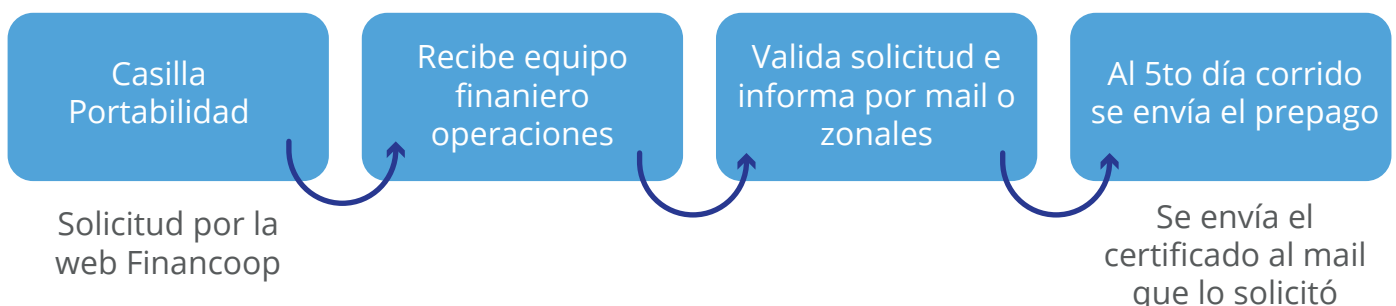 Casilla
Portabilidad
Recibe equipo
finaniero
operaciones
Valida solicitud e
informa por mail o
zonales
Al 5to día corrido
se envía el prepago
Solicitud por la
web Financoop
Se envía el
certificado al mail
que lo solicitó